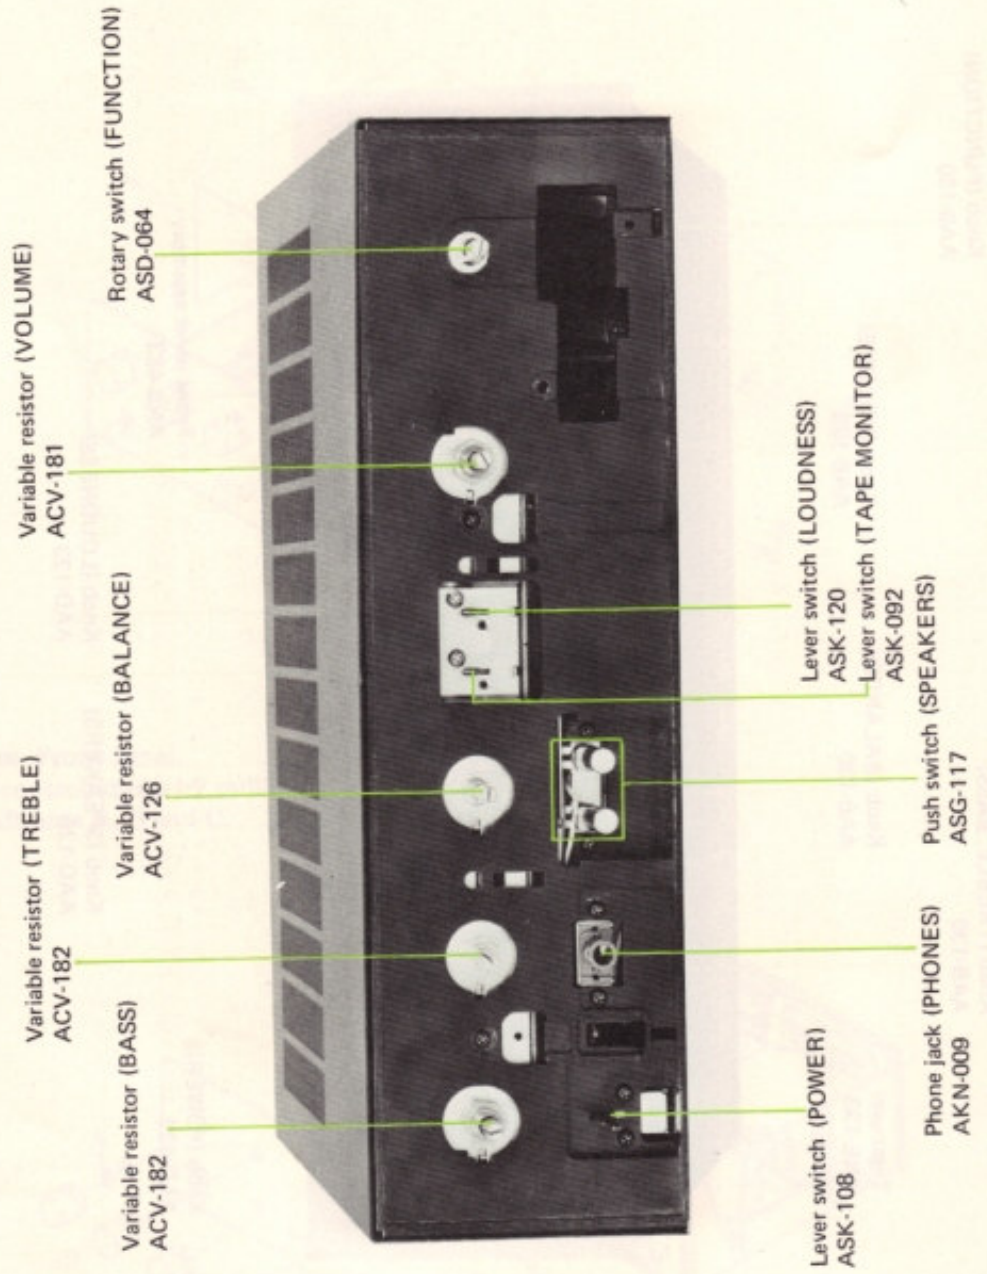 Variable resistor (BASS)
ACV-182
Variable resistor (TREBLE)
ACV-182
Variable resistor (BALANCE)
ACV-126
Variable resistor (VOLUME)
ACV-181
Rotary switch (FUNCTION)
ASD-064
Lever switch (POWER)
ASK-108
Phone jack (PHONES)
AKN-009
Push switch (SPEAKERS)
ASG-117
Lever switch (LOUDNESS)
ASK-120
Lever switch (TAPE MONITOR)
ASK-092